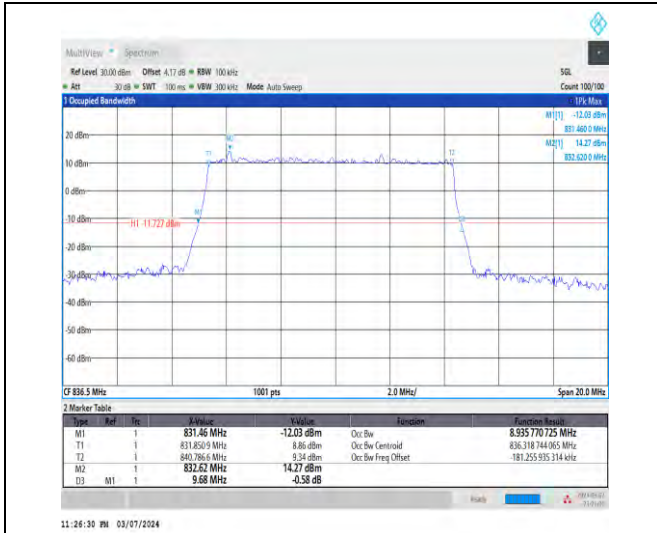 MultiView Spectrum
Ref Level 30.00 dBm Offset 4.17 dB RBW 100 kHz SGL
Att 30 dB SWT 100 ms VBW 300 kHz Mode Auto Sweep Count 100/100
1 Occupied Bandwidth 1Pk Max
M1[1] -12.03 dBm
831.460 0 MHz
M2[1] 14.27 dBm
832.620 0 MHz
20 dBm
M2
T1 T2
10 dBm
0 dBm
M1
-10 dBm
H1 -11.727 dBm
-20 dBm
-30 dBm
-40 dBm
-50 dBm
-60 dBm
CF 836.5 MHz 1001 pts 2.0 MHz/ Span 20.0 MHz
2 Marker Table
Type Ref Trc X-Value Y-Value Function Function Result
M1 1 831.46 MHz -12.03 dBm Occ Bw 8.935 770 725 MHz
T1 1 831.850 9 MHz 8.86 dBm Occ Bw Centroid 836.318 744 065 MHz
T2 1 840.786 6 MHz 9.34 dBm Occ Bw Freq Offset -181.255 935 314 kHz
M2 1 832.62 MHz 14.27 dBm
D3 M1 1 9.68 MHz -0.58 dB
Ready
11:26:30 PM 03/07/2024